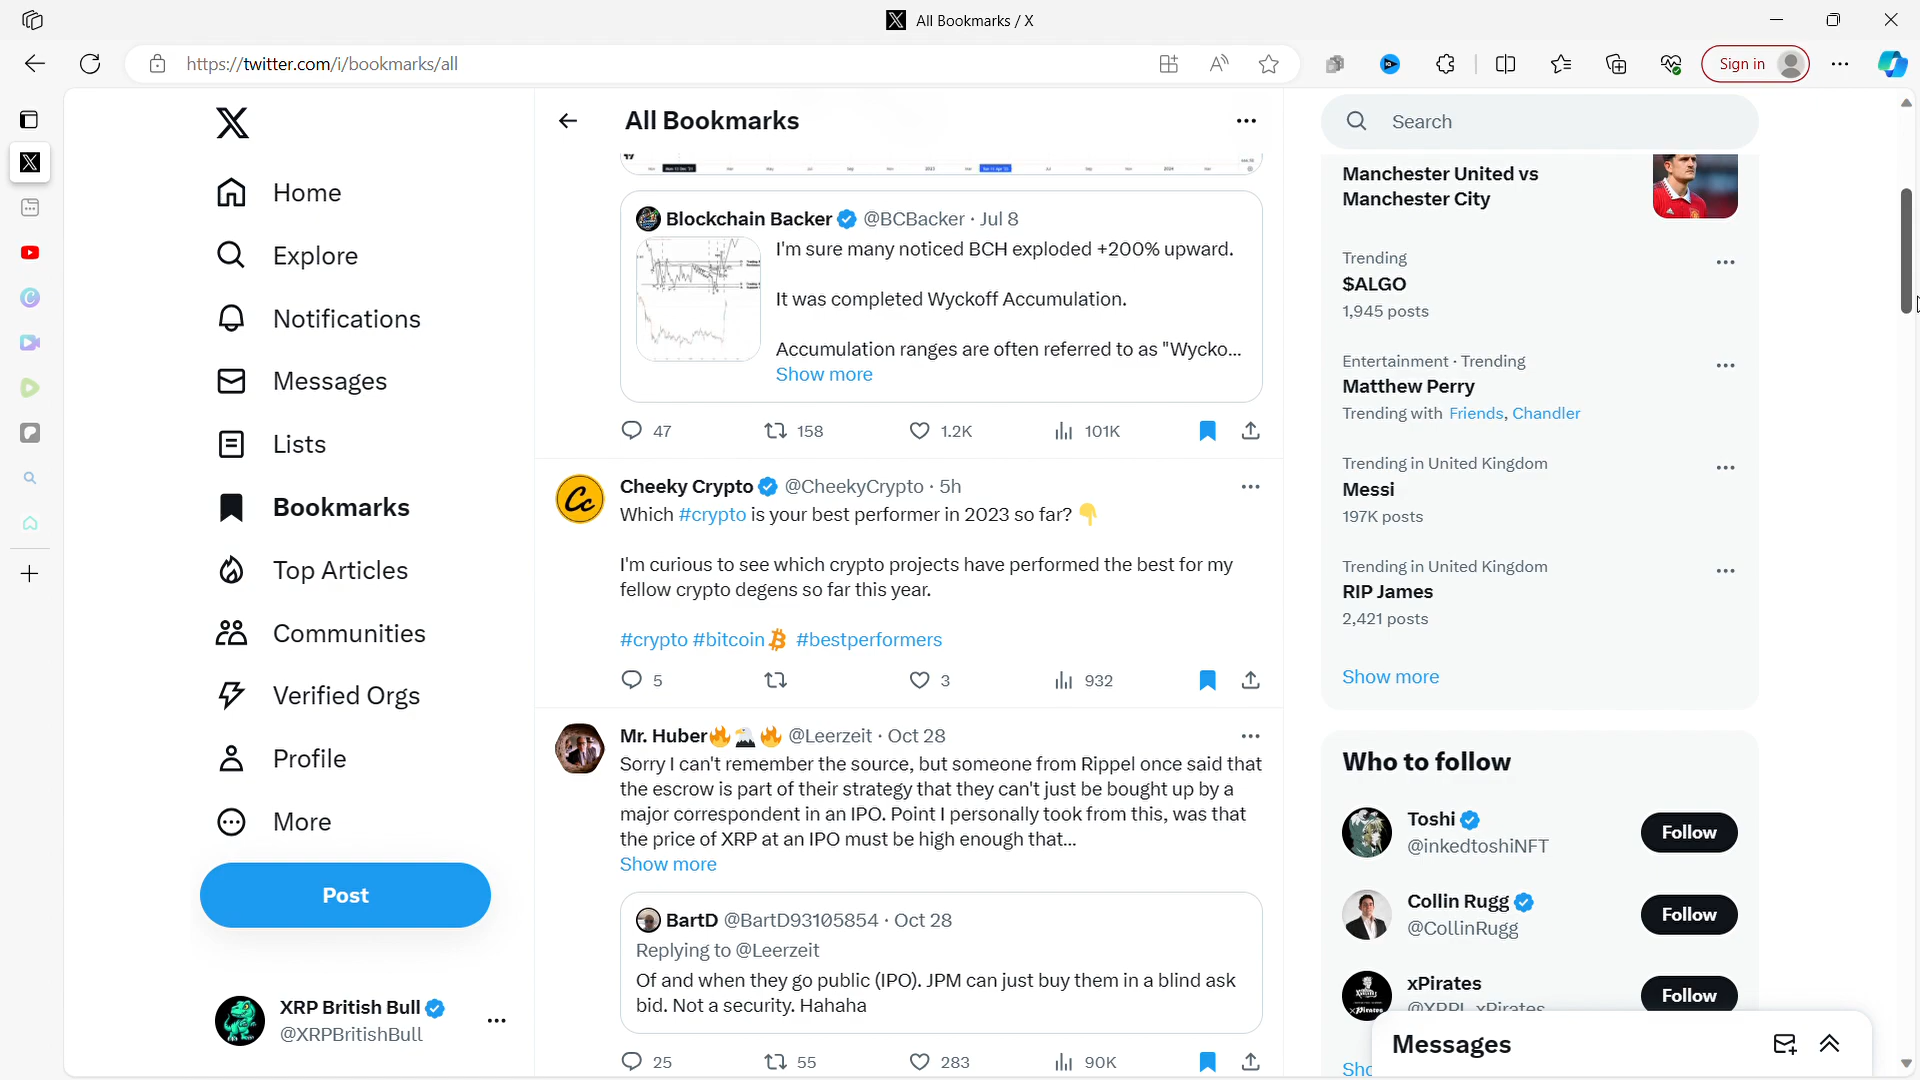 All Bookmarks / X
https://twitter.com/i/bookmarks/all
Sign in
Home
Explore
Notifications
Messages
Lists
Bookmarks
Top Articles
Communities
Verified Orgs
Profile
More
Post
XRP British Bull
@XRPBritishBull
All Bookmarks
Blockchain Backer @BCBacker · Jul 8
I'm sure many noticed BCH exploded +200% upward.
It was completed Wyckoff Accumulation.
Accumulation ranges are often referred to as "Wycko...
Show more
47 158 1.2K 101K
Cheeky Crypto @CheekyCrypto · 5h
Which #crypto is your best performer in 2023 so far? 👇
I'm curious to see which crypto projects have performed the best for my
fellow crypto degens so far this year.
#crypto #bitcoin #bestperformers
5 3 932
Mr. Huber🔥🦅🔥 @Leerzeit · Oct 28
Sorry I can't remember the source, but someone from Rippel once said that
the escrow is part of their strategy that they can't just be bought up by a
major correspondent in an IPO. Point I personally took from this, was that
the price of XRP at an IPO must be high enough that...
Show more
BartD @BartD93105854 · Oct 28
Replying to @Leerzeit
Of and when they go public (IPO). JPM can just buy them in a blind ask
bid. Not a security. Hahaha
25 55 283 90K
Search
Manchester United vs
Manchester City
Trending
$ALGO
1,945 posts
Entertainment · Trending
Matthew Perry
Trending with Friends, Chandler
Trending in United Kingdom
Messi
197K posts
Trending in United Kingdom
RIP James
2,421 posts
Show more
Who to follow
Toshi
@inkedtoshiNFT
Follow
Collin Rugg
@CollinRugg
Follow
xPirates
@XRPL_xPirates
Follow
Messages